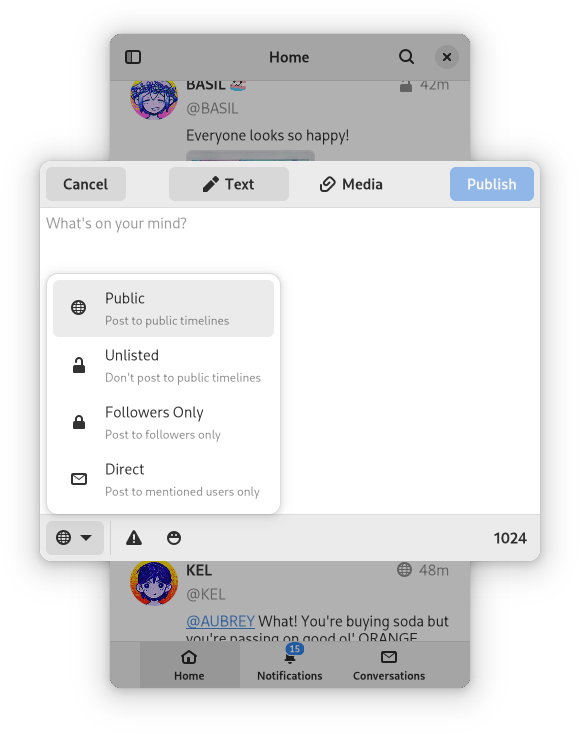 Home
BASIL
42m
@BASIL
Everyone looks so happy!
Cancel
Text
Media
Publish
What's on your mind?
Public
Post to public timelines
Unlisted
Don't post to public timelines
Followers Only
Post to followers only
Direct
Post to mentioned users only
1024
KEL
48m
@KEL
@AUBREY What! You're buying soda but
you're passing on good ol' ORANGE
15
Home
Notifications
Conversations